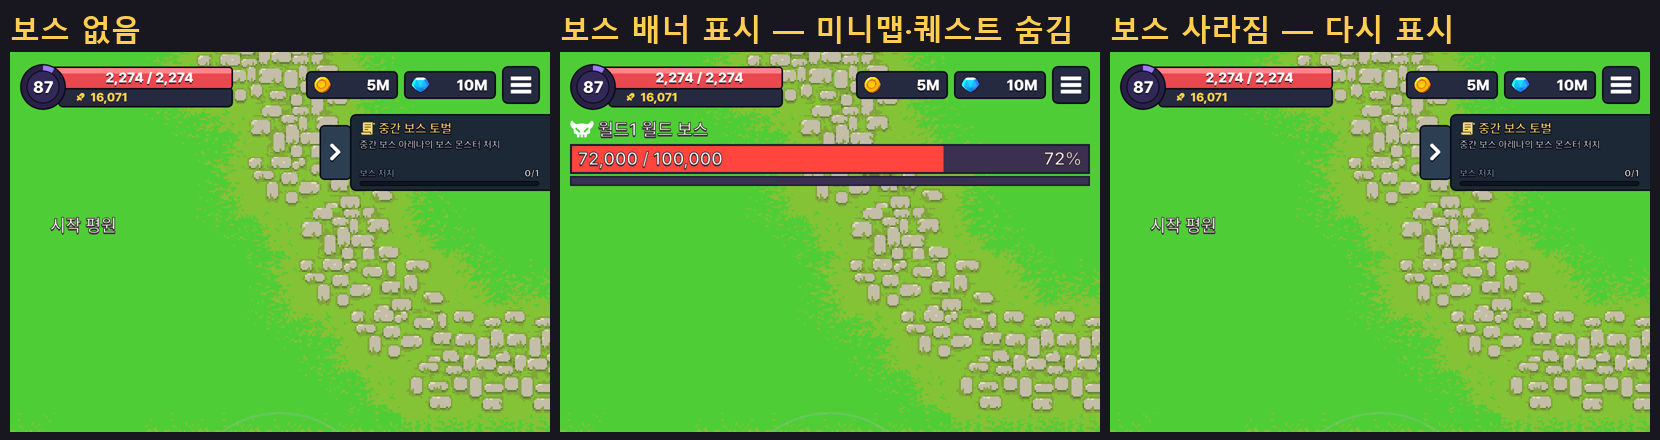 보스 없음
87
2,274 / 2,274
16,071
5M
10M
중간 보스 토벌
중간 보스 아레나의 보스 몬스터 처치
보스 처치
0/1
시작 평원
보스 배너 표시 — 미니맵·퀘스트 숨김
87
2,274 / 2,274
16,071
5M
10M
월드1 월드 보스
72,000 / 100,000
72%
보스 사라짐 — 다시 표시
87
2,274 / 2,274
16,071
5M
10M
중간 보스 토벌
중간 보스 아레나의 보스 몬스터 처치
보스 처치
0/1
시작 평원